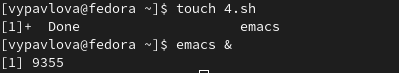 [vypavlova@fedora ~]$ touch 4.sh
[1]+  Done                    emacs
[vypavlova@fedora ~]$ emacs &
[1] 9355